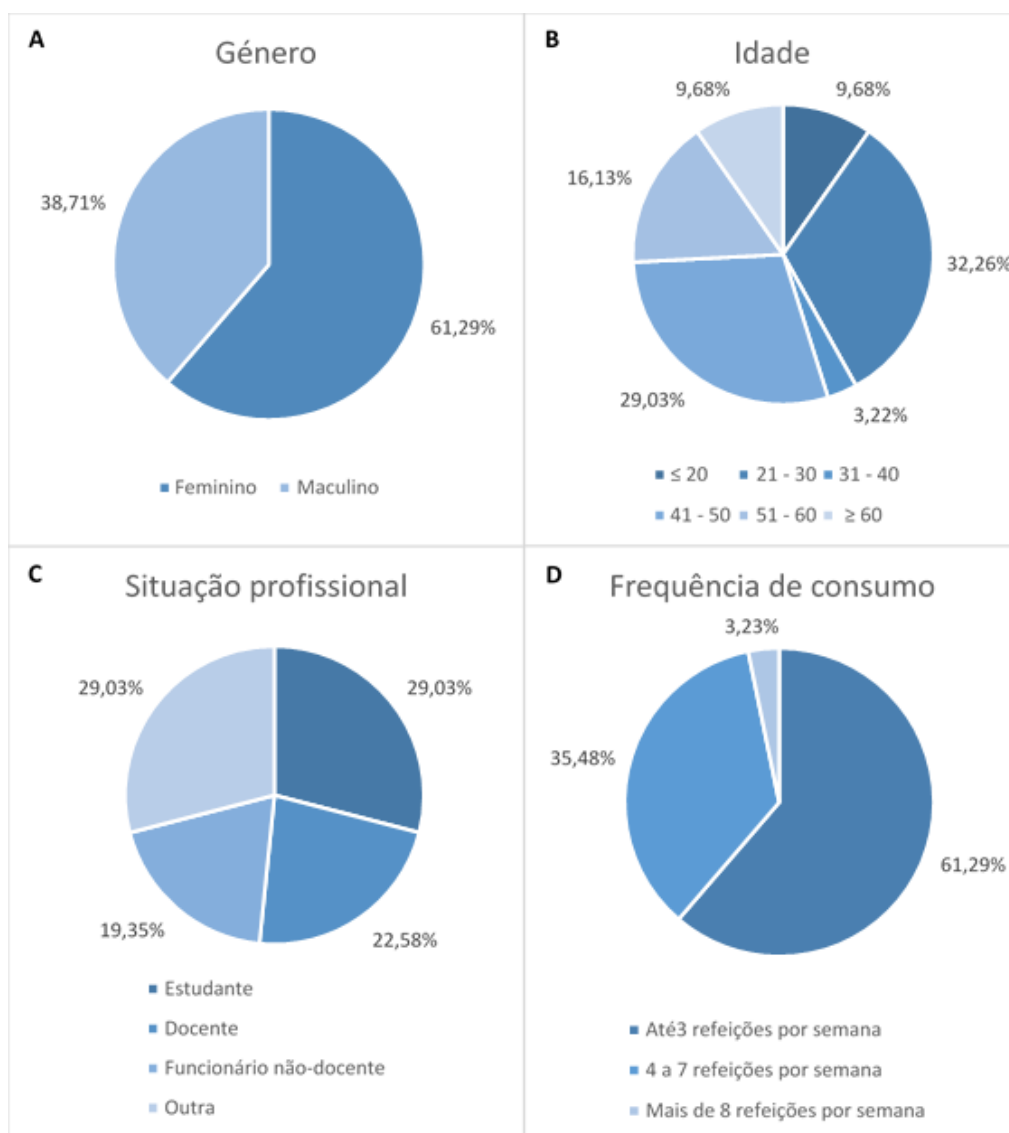 A
Género
38,71%
61,29%
Feminino Maculino
B
Idade
9,68% 9,68%
16,13%
32,26%
29,03%
3,22%
≤ 20 21 - 30 31 - 40
41 - 50 51 - 60 ≥ 60
C
Situação profissional
29,03% 29,03%
19,35%
22,58%
Estudante
Docente
Funcionário não-docente
Outra
D
Frequência de consumo
3,23%
35,48%
61,29%
Até3 refeições por semana
4 a 7 refeições por semana
Mais de 8 refeições por semana